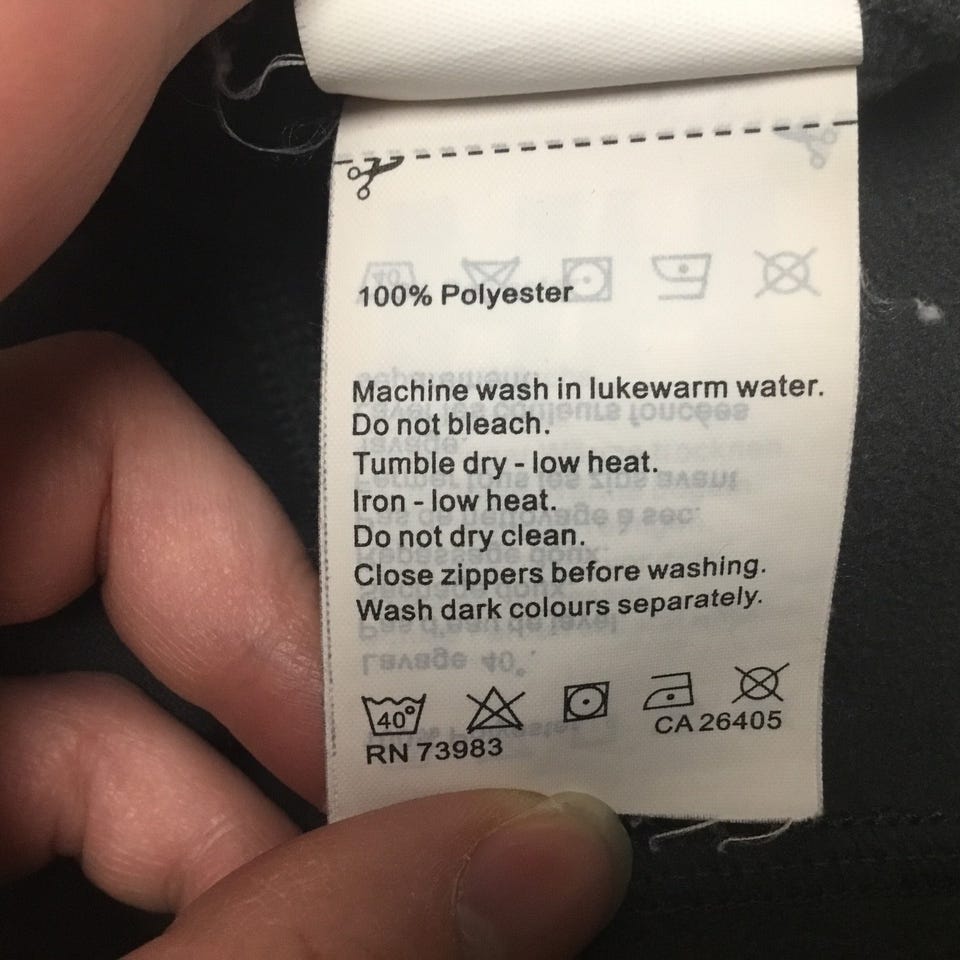 100% Polyester
Machine wash in lukewarm water.
Do not bleach.
Tumble dry - low heat.
Iron - low heat.
Do not dry clean.
Close zippers before washing.
Wash dark colours separately.
40°
CA 26405
RN 73983